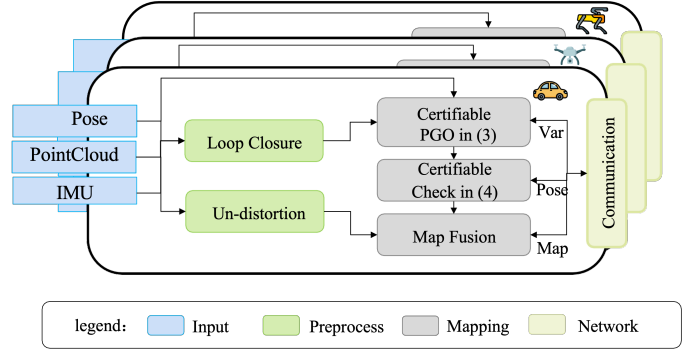 Pose
PointCloud
IMU
Loop Closure
Un-distortion
Certifiable
PGO in (3)
Certifiable
Check in (4)
Map Fusion
Var
Pose
Map
Communication
legend:
Input
Preprocess
Mapping
Network